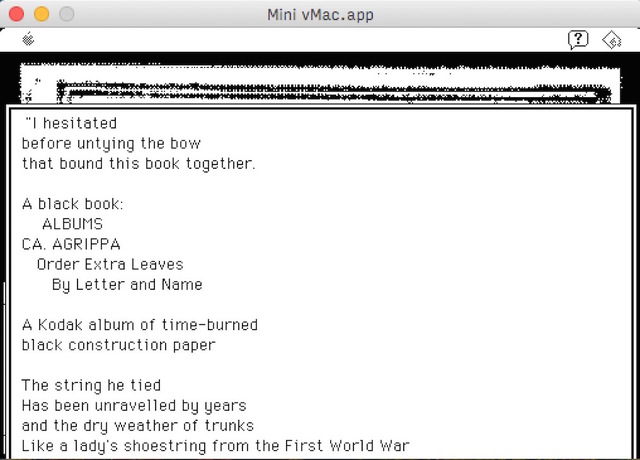 Mini vMac.app
"I hesitated
before untying the bow
that bound this book together.
A black book:
ALBUMS
CA. AGRIPPA
Order Extra Leaves
By Letter and Name
A Kodak album of time-burned
black construction paper
The string he tied
Has been unravelled by years
and the dry weather of trunks
Like a lady's shoestring from the First World War